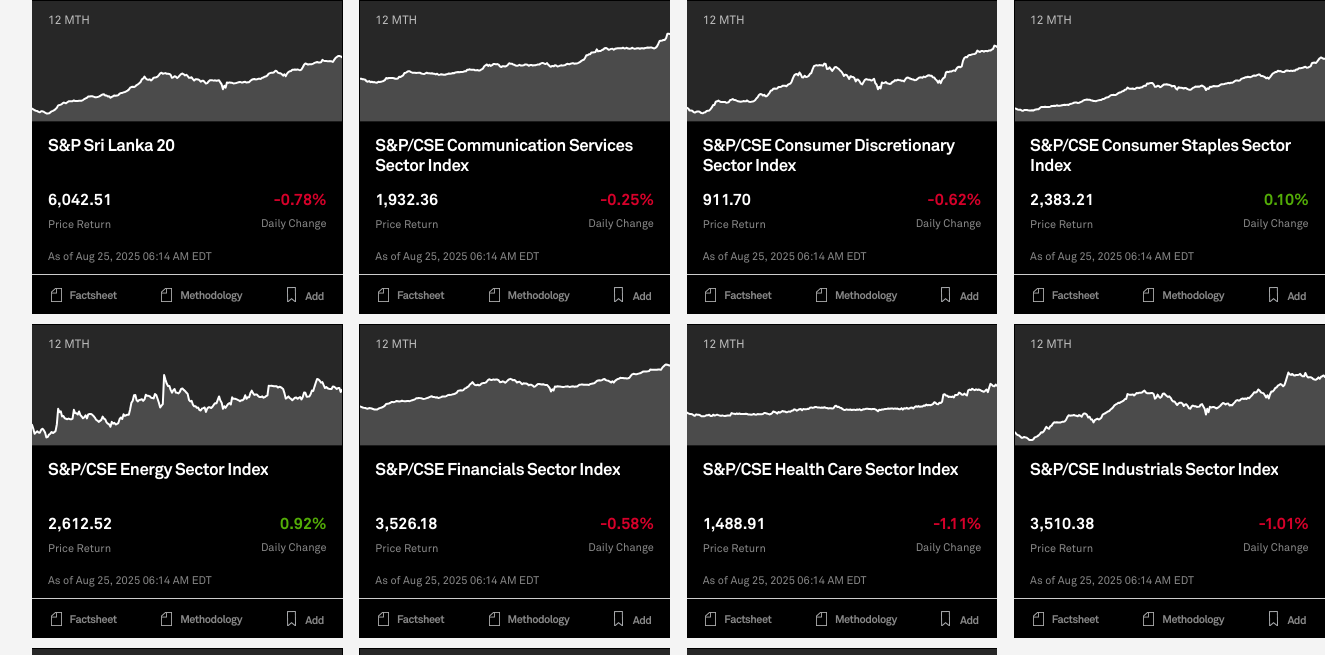 12 MTH
12 MTH
12 MTH
12 MTH
S&P Sri Lanka 20
S&P/CSE Communication Services
Sector Index
S&P/CSE Consumer Discretionary
Sector Index
S&P/CSE Consumer Staples Sector
Index
6,042.51
-0.78%
1,932.36
-0.25%
911.70
-0.62%
2,383.21
0.10%
Price Return
Daily Change
Price Return
Daily Change
Price Return
Daily Change
Price Return
Daily Change
As of Aug 25, 2025 06:14 AM EDT
As of Aug 25, 2025 06:14 AM EDT
As of Aug 25, 2025 06:14 AM EDT
As of Aug 25, 2025 06:14 AM EDT
Factsheet
Methodology
Add
Factsheet
Methodology
Add
Factsheet
Methodology
Add
Factsheet
Methodology
Add
12 MTH
12 MTH
12 MTH
12 MTH
S&P/CSE Energy Sector Index
S&P/CSE Financials Sector Index
S&P/CSE Health Care Sector Index
S&P/CSE Industrials Sector Index
2,612.52
0.92%
3,526.18
-0.58%
1,488.91
-1.11%
3,510.38
-1.01%
Price Return
Daily Change
Price Return
Daily Change
Price Return
Daily Change
Price Return
Daily Change
As of Aug 25, 2025 06:14 AM EDT
As of Aug 25, 2025 06:14 AM EDT
As of Aug 25, 2025 06:14 AM EDT
As of Aug 25, 2025 06:14 AM EDT
Factsheet
Methodology
Add
Factsheet
Methodology
Add
Factsheet
Methodology
Add
Factsheet
Methodology
Add